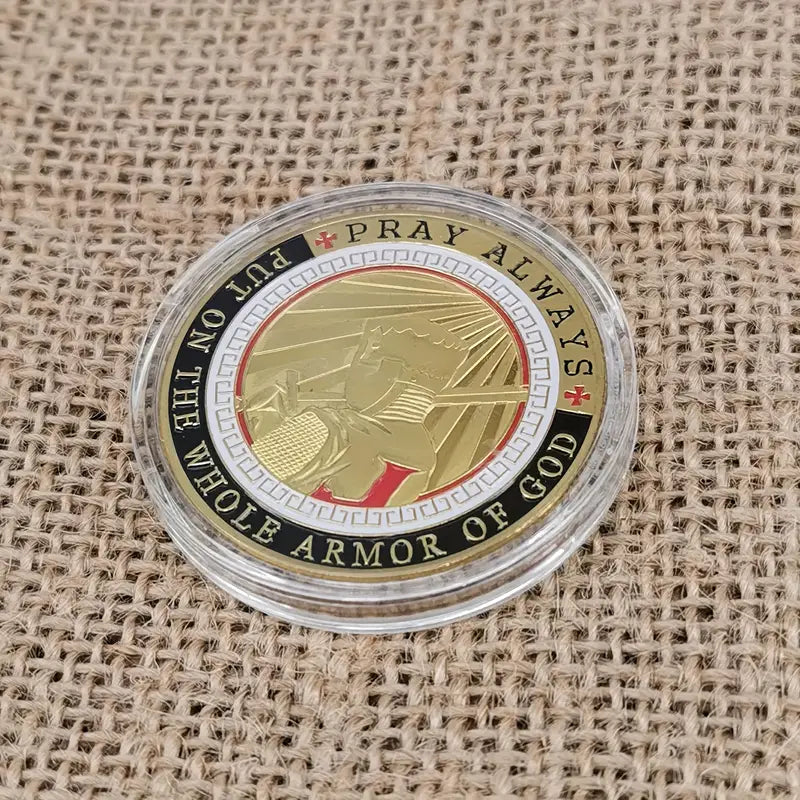 PRAY ALWAYS
PUT ON THE WHOLE ARMOR OF GOD